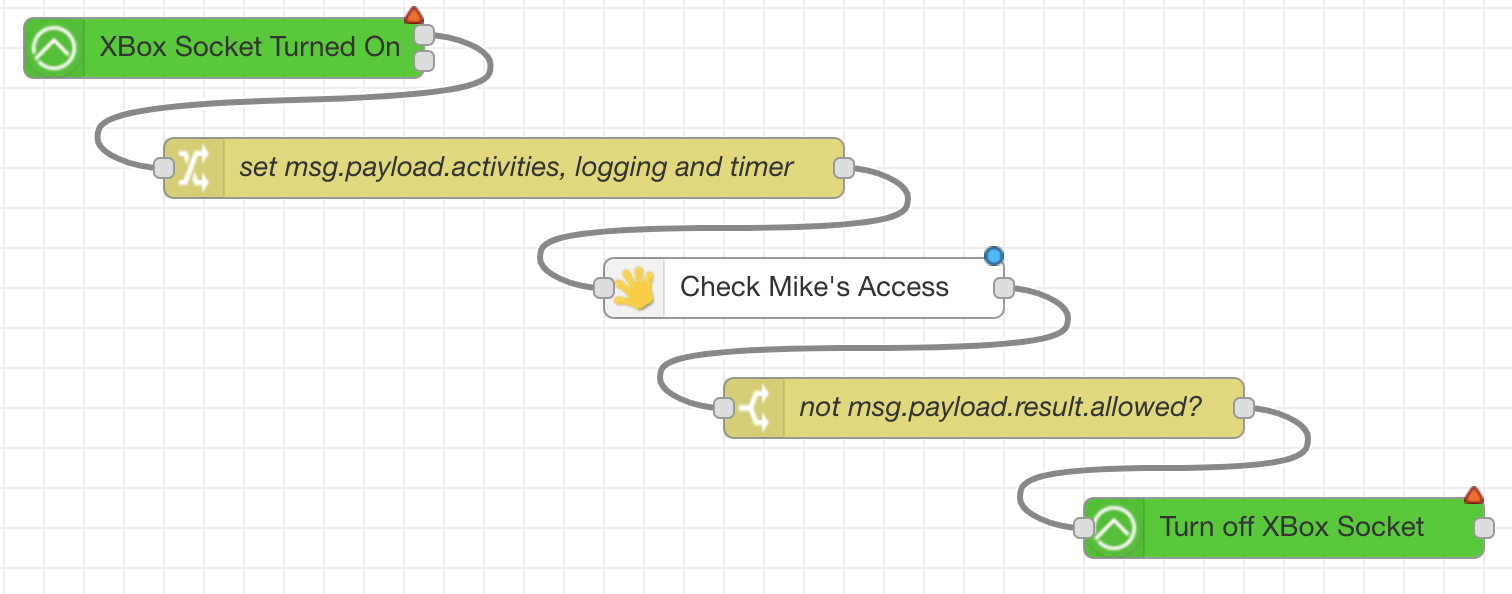 XBox Socket Turned On
set msg.payload.activities, logging and timer
Check Mike's Access
not msg.payload.result.allowed?
Turn off XBox Socket